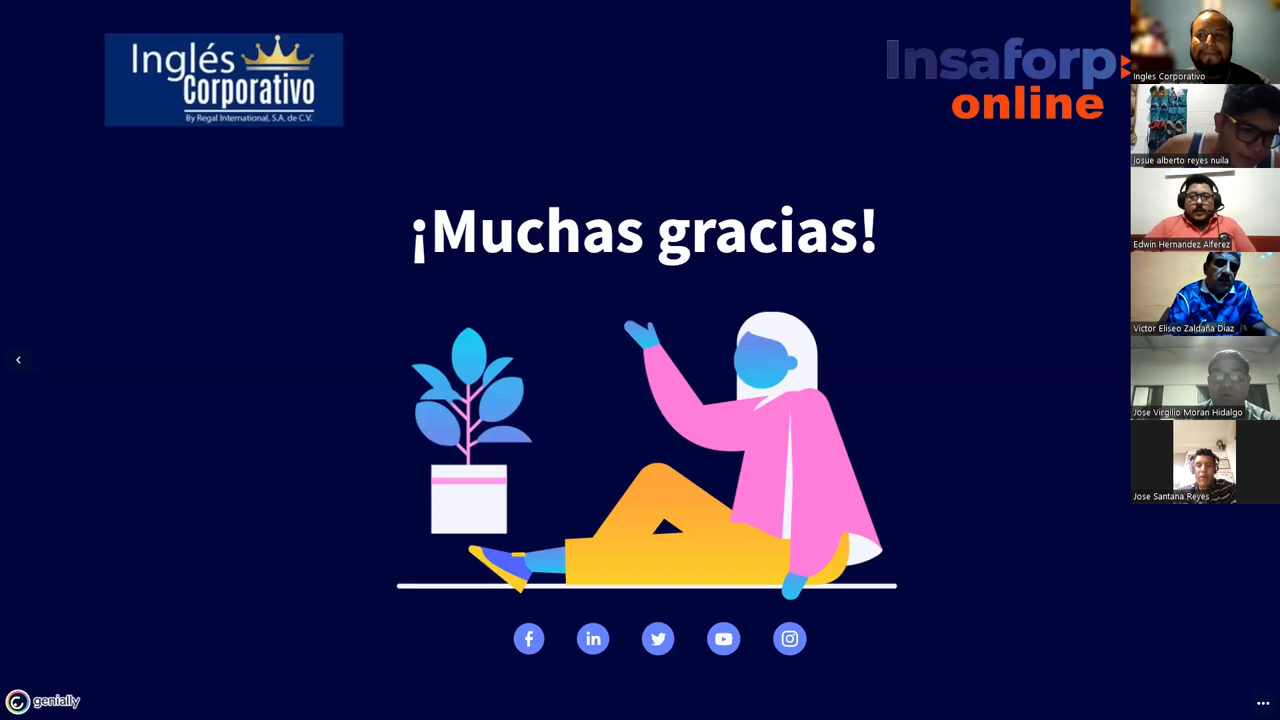 Inglés
Corporativo
By Regal International, S.A. de C.V.
Insaforp
online
¡Muchas gracias!
genially
Ingles Corporativo
josue alberto reyes nuila
Edwin Hernandez Alferez
Victor Eliseo Zaldaña Diaz
Jose Virgilio Moran Hidalgo
Jose Santana Reyes